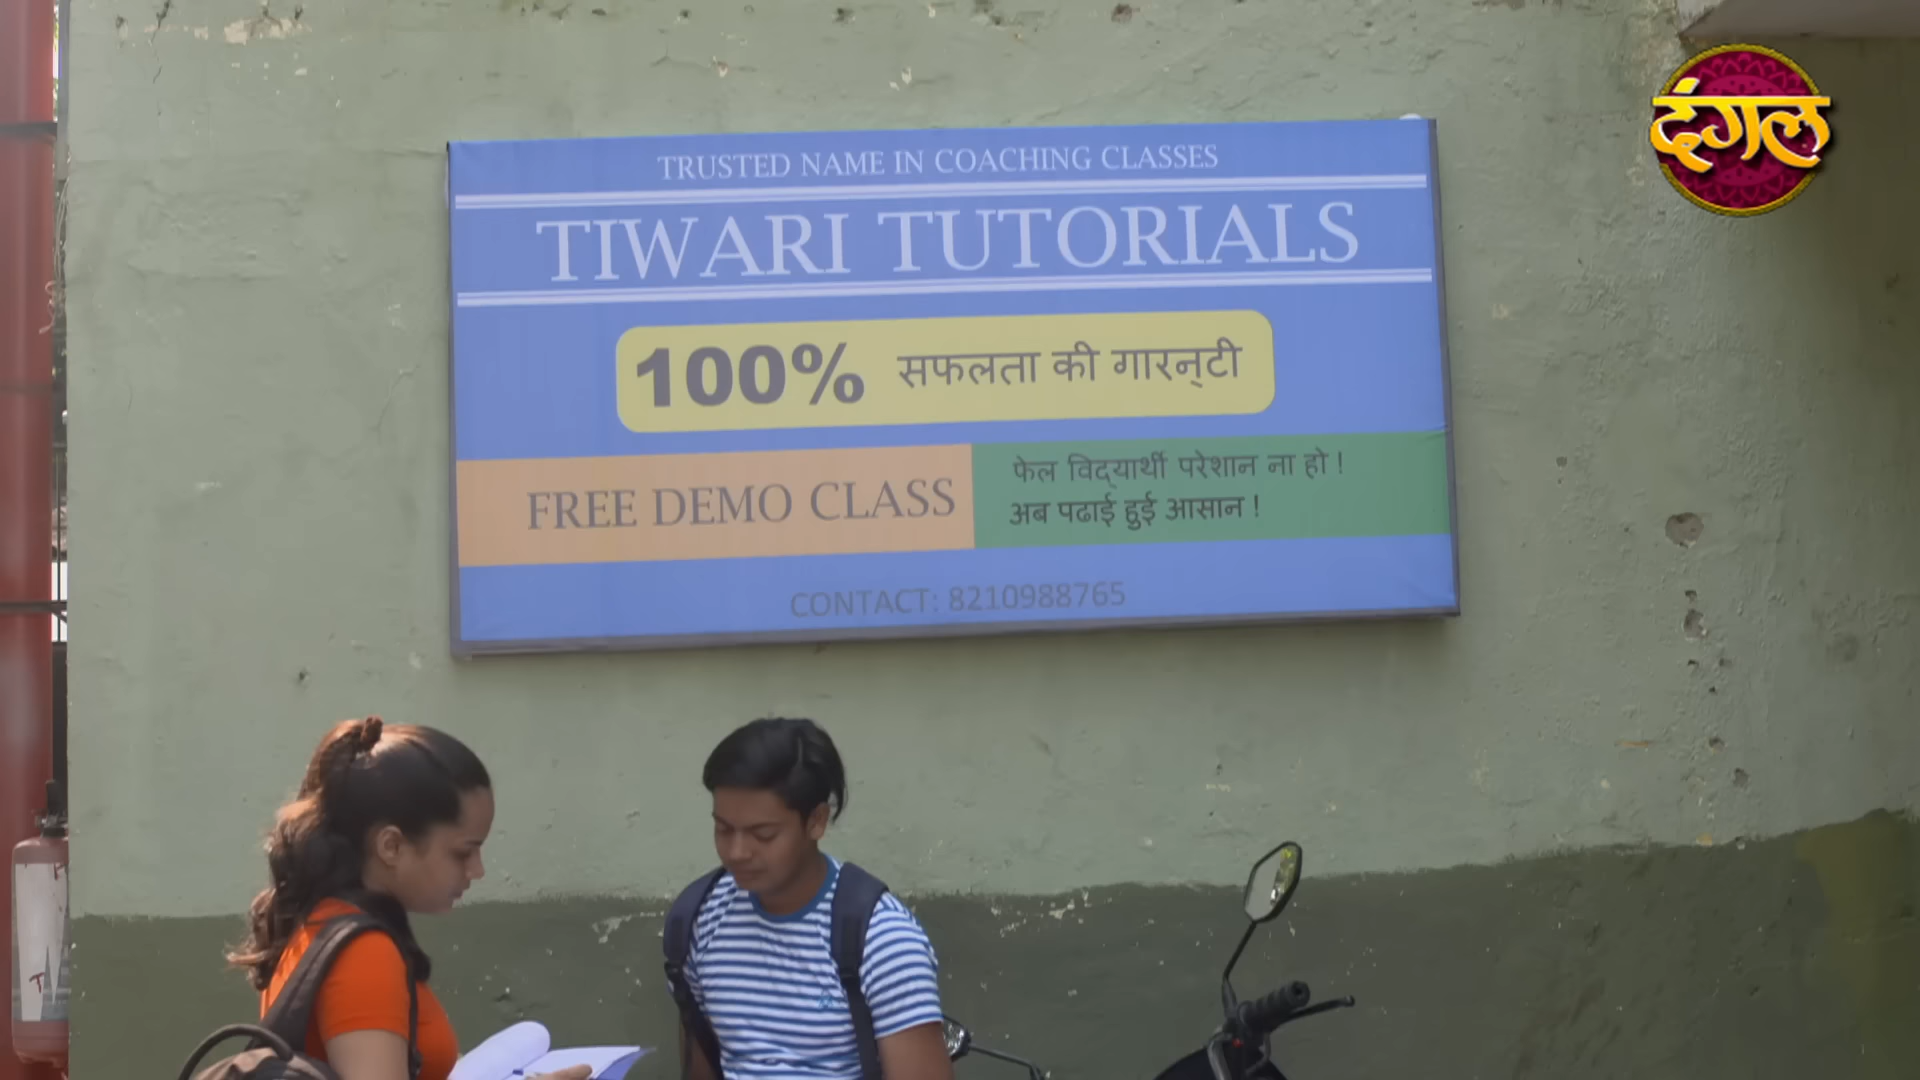 दंगल
TRUSTED NAME IN COACHING CLASSES
TIWARI TUTORIALS
100% सफलता की गारन्‌टी
FREE DEMO CLASS
फेल विद्‌यार्थी परेशान ना हो !
अब पढाई हुई आसान !
CONTACT: 8210988765